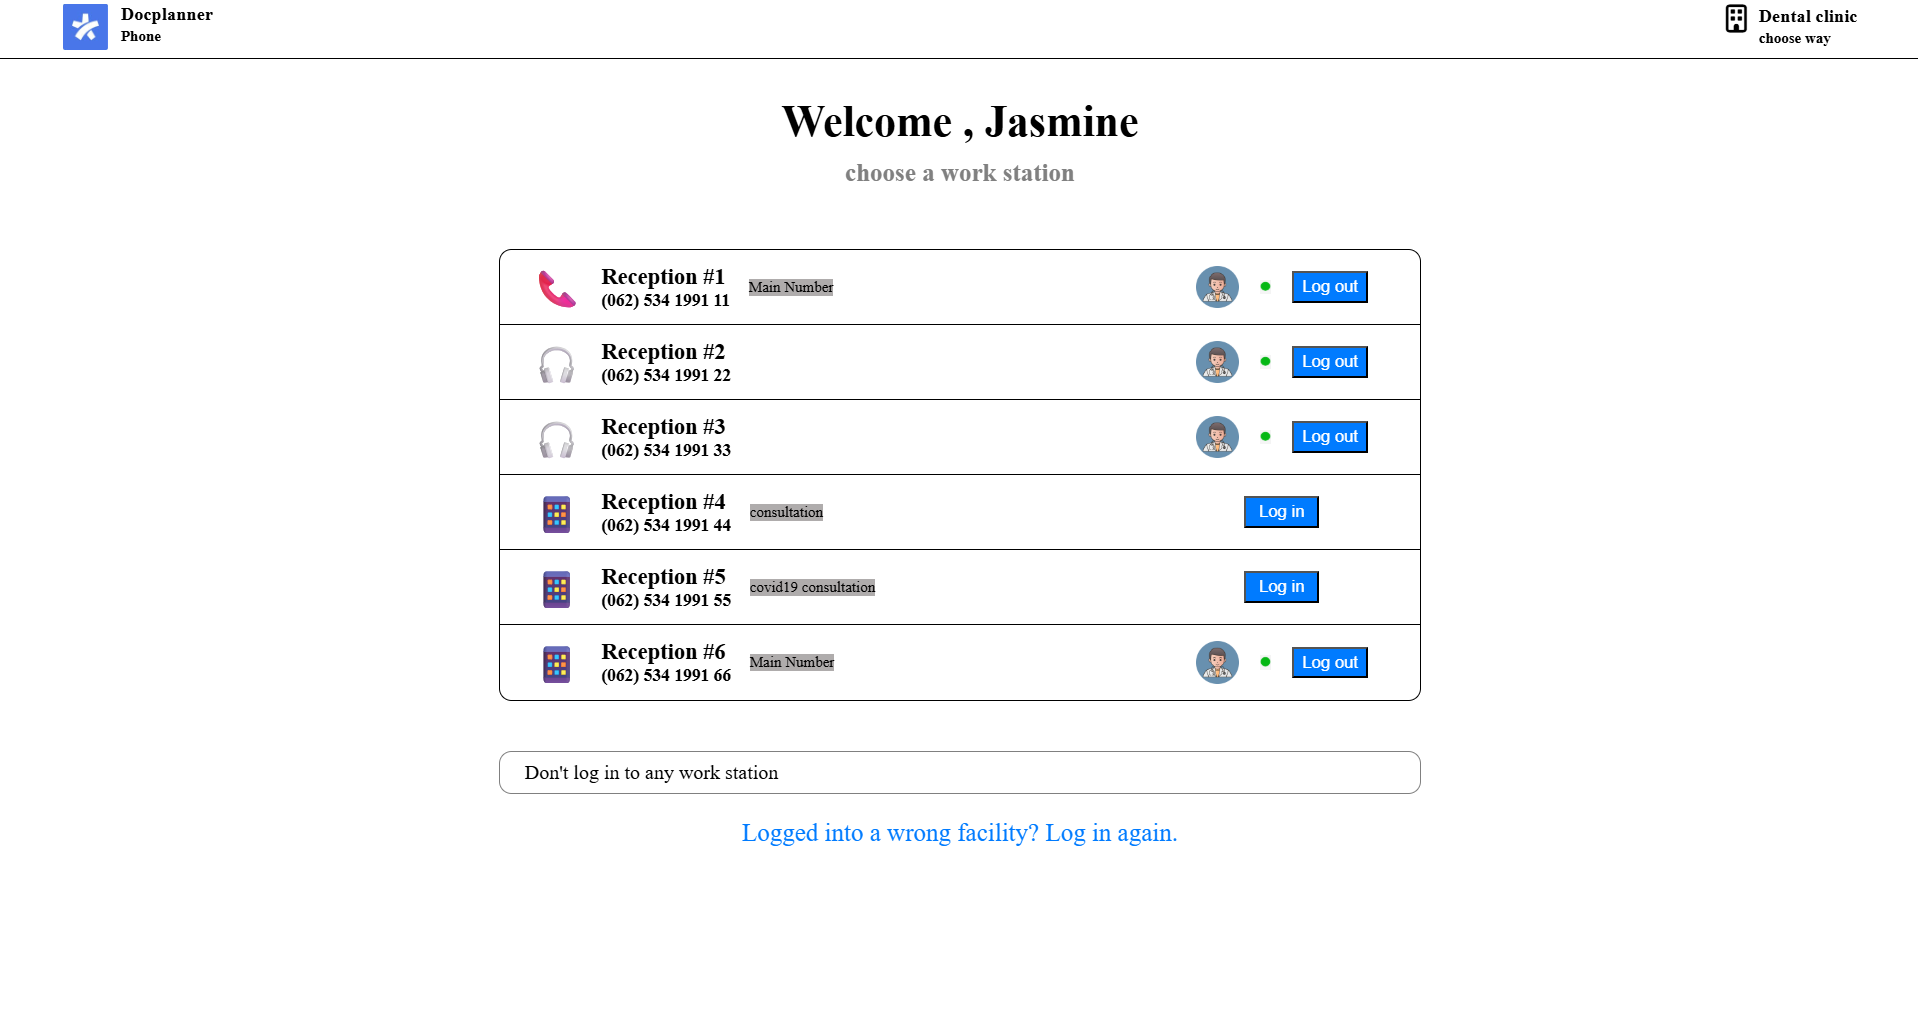 Docplanner
Phone
Dental clinic
choose way
Welcome , Jasmine
choose a work station
Reception #1
(062) 534 1991 11
Main Number
Log out
Reception #2
(062) 534 1991 22
Log out
Reception #3
(062) 534 1991 33
Log out
Reception #4
(062) 534 1991 44
consultation
Log in
Reception #5
(062) 534 1991 55
covid19 consultation
Log in
Reception #6
(062) 534 1991 66
Main Number
Log out
Don't log in to any work station
Logged into a wrong facility? Log in again.